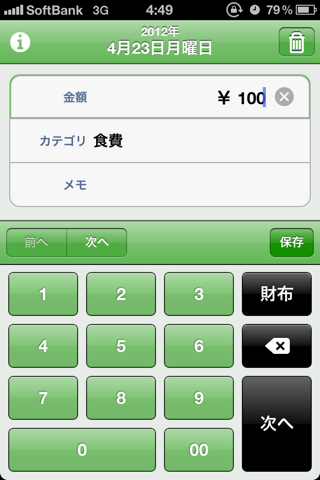 SoftBank 3G 4:49 79%
2012年
4月23日月曜日
金額 ¥ 100
カテゴリ 食費
メモ
前へ 次へ 保存
1 2 3 財布
4 5 6
7 8 9 次へ
0 00